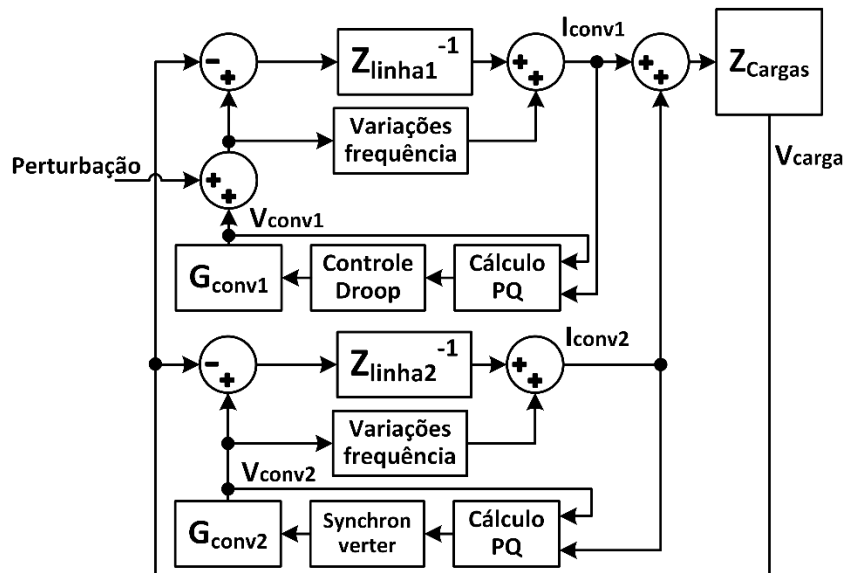 Iconv1
-
+
Zlinha1^-1
+
+
+
+
ZCargas
Variações
frequência
Perturbação
+
+
Vcarga
Vconv1
Gconv1
Controle
Droop
Cálculo
PQ
Iconv2
-
+
Zlinha2^-1
+
+
Variações
frequência
Vconv2
Gconv2
Synchron
verter
Cálculo
PQ